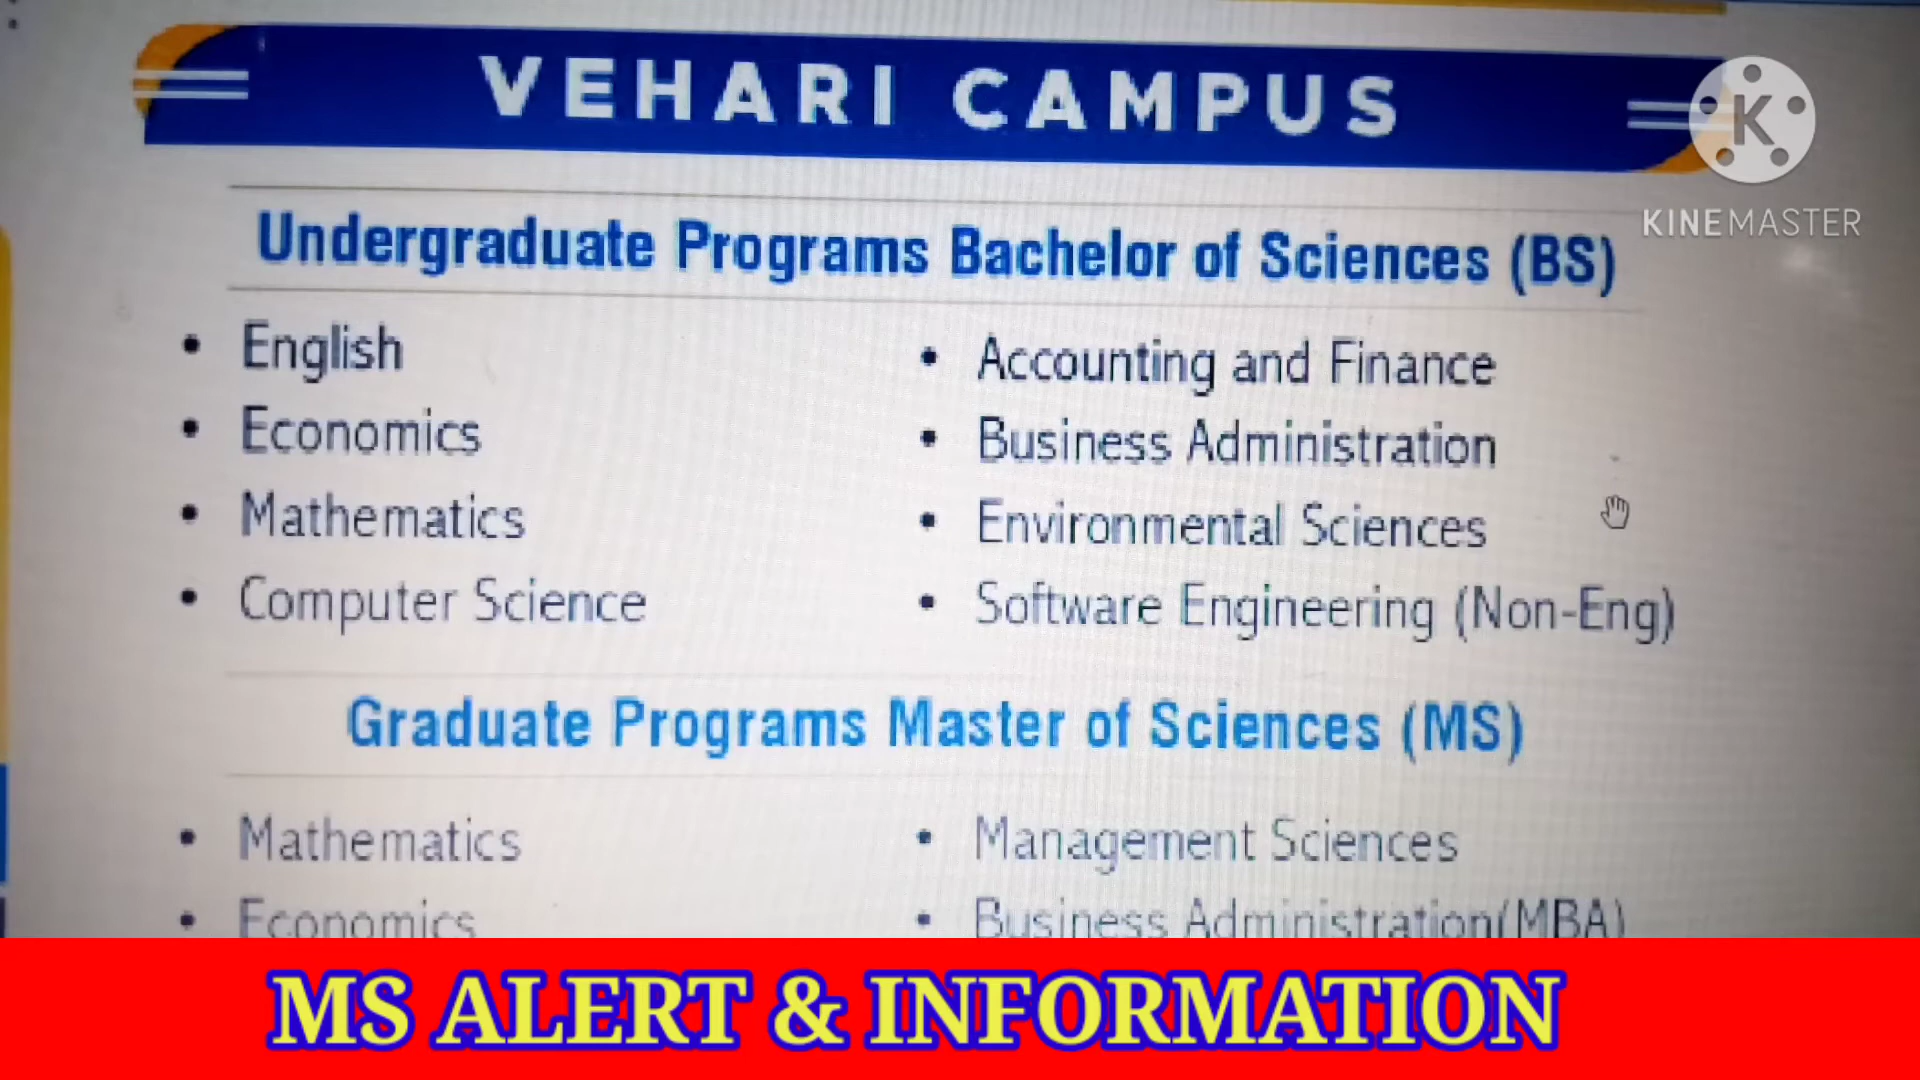 VEHARI CAMPUS
K
KINEMASTER
Undergraduate Programs Bachelor of Sciences (BS)
• English
• Economics
• Mathematics
• Computer Science
• Accounting and Finance
• Business Administration
• Environmental Sciences
• Software Engineering (Non-Eng)
Graduate Programs Master of Sciences (MS)
• Mathematics
• Economics
• Management Sciences
• Business Administration(MBA)
MS ALERT & INFORMATION